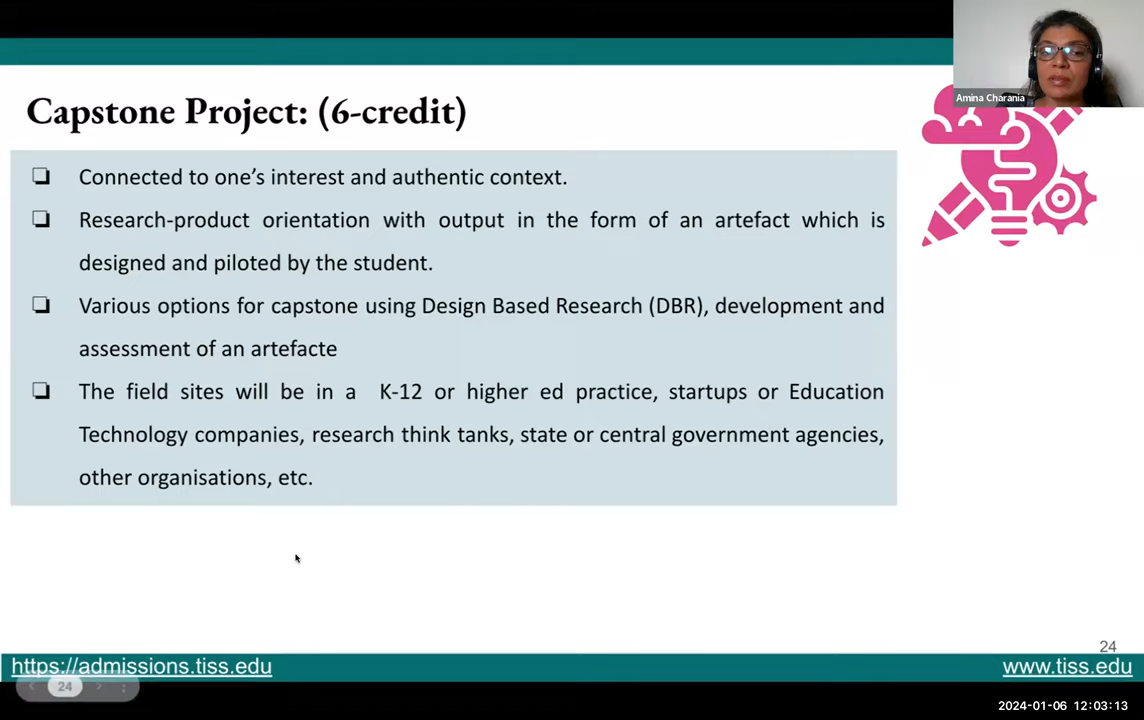 Amina Charania
Capstone Project: (6-credit)
❏ Connected to one’s interest and authentic context.
❏ Research-product orientation with output in the form of an artefact which is
designed and piloted by the student.
❏ Various options for capstone using Design Based Research (DBR), development and
assessment of an artefacte
❏ The field sites will be in a K-12 or higher ed practice, startups or Education
Technology companies, research think tanks, state or central government agencies,
other organisations, etc.
24
https://admissions.tiss.edu
www.tiss.edu
24
2024-01-06 12:03:13